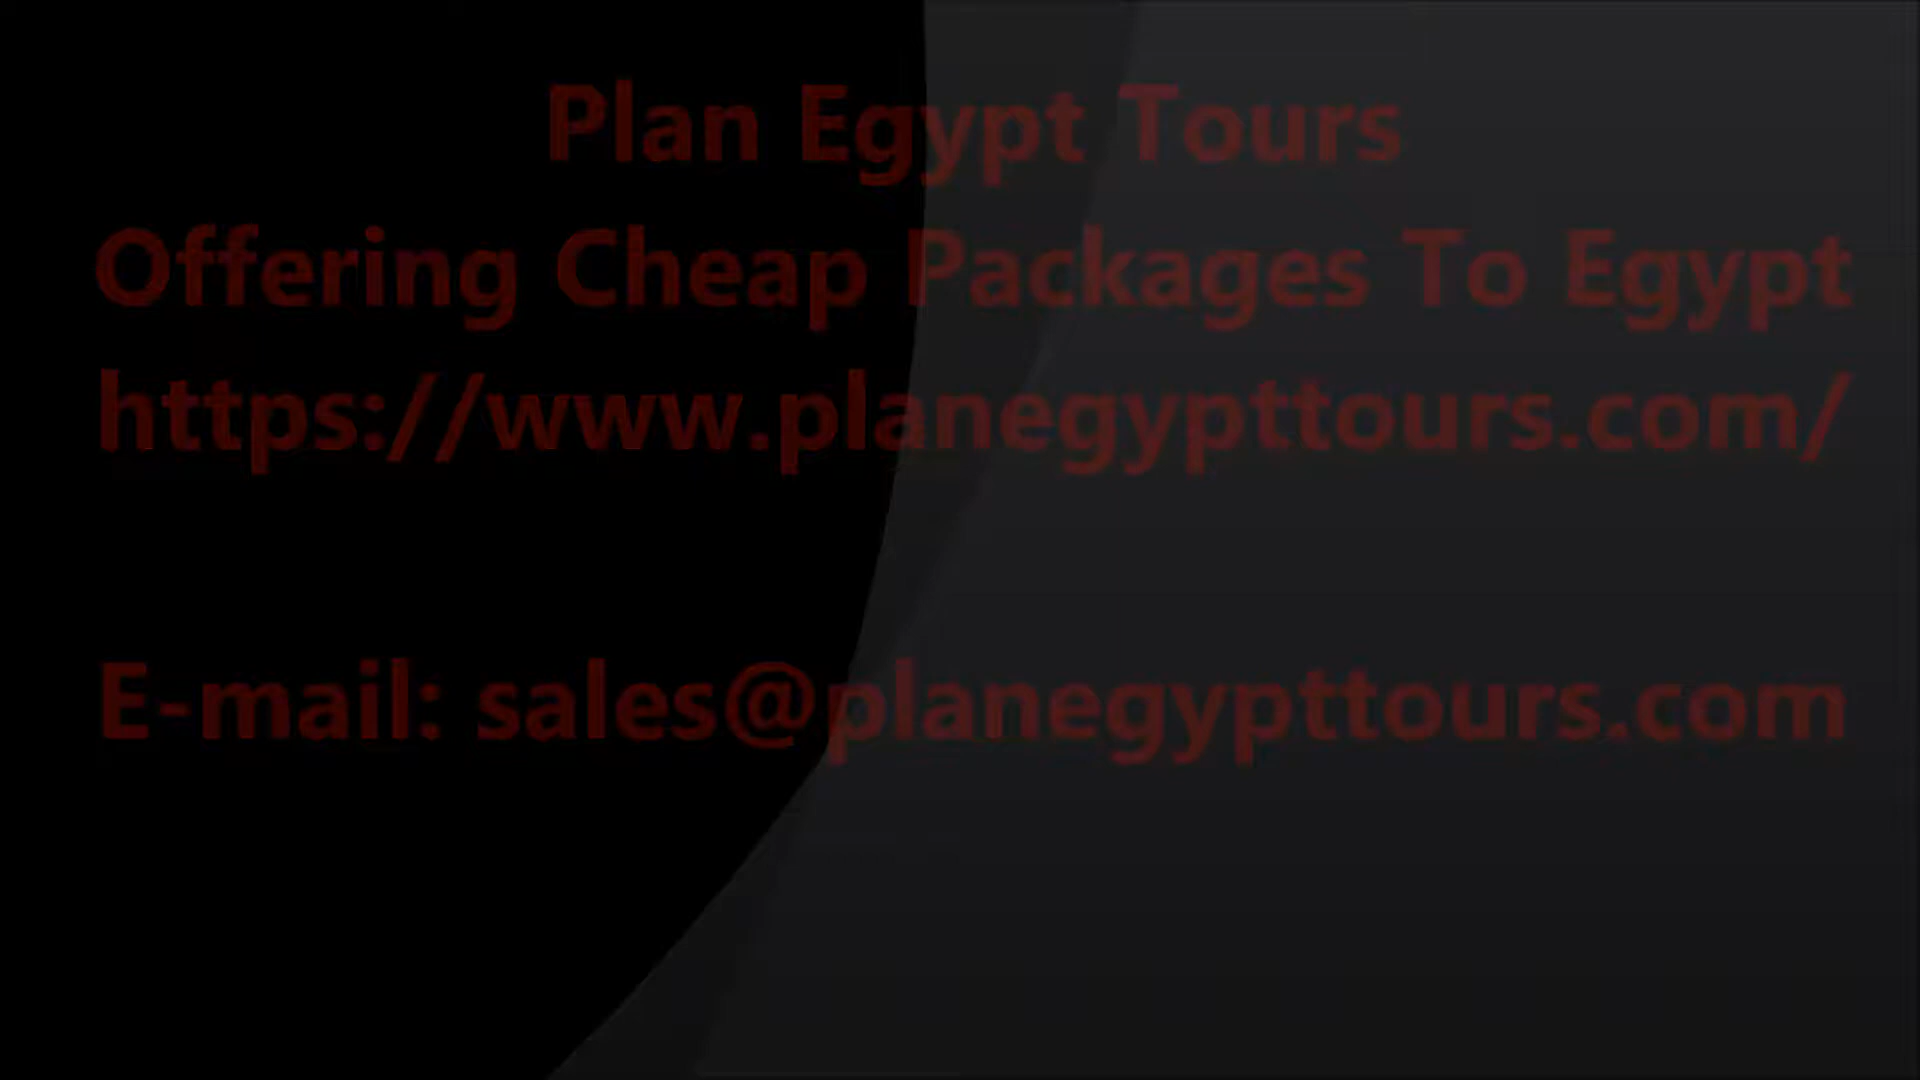 Plan Egypt Tours
Offering Cheap Packages To Egypt
https://www.planegypttours.com/
E-mail: sales@planegypttours.com